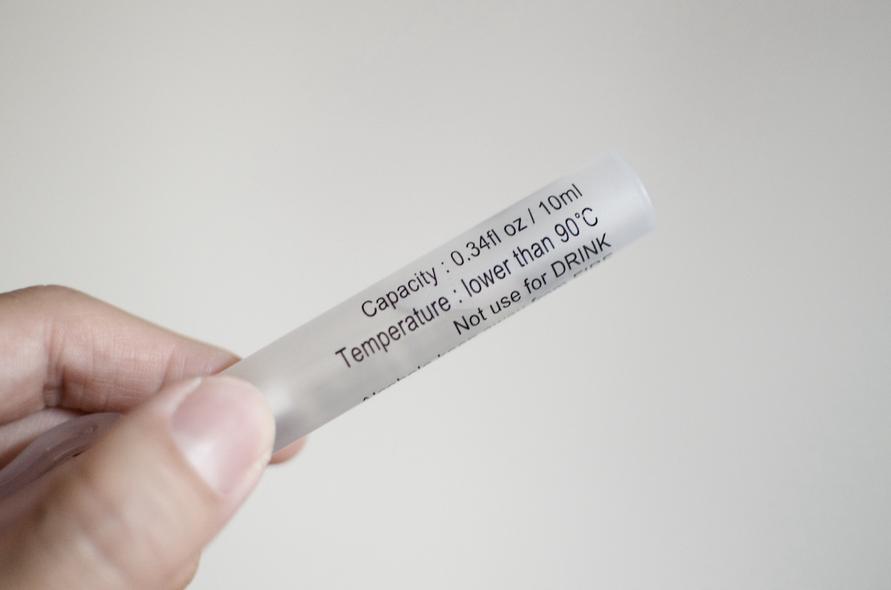 Capacity : 0.34fl oz / 10ml
Temperature : lower than 90°C
Not use for DRINK